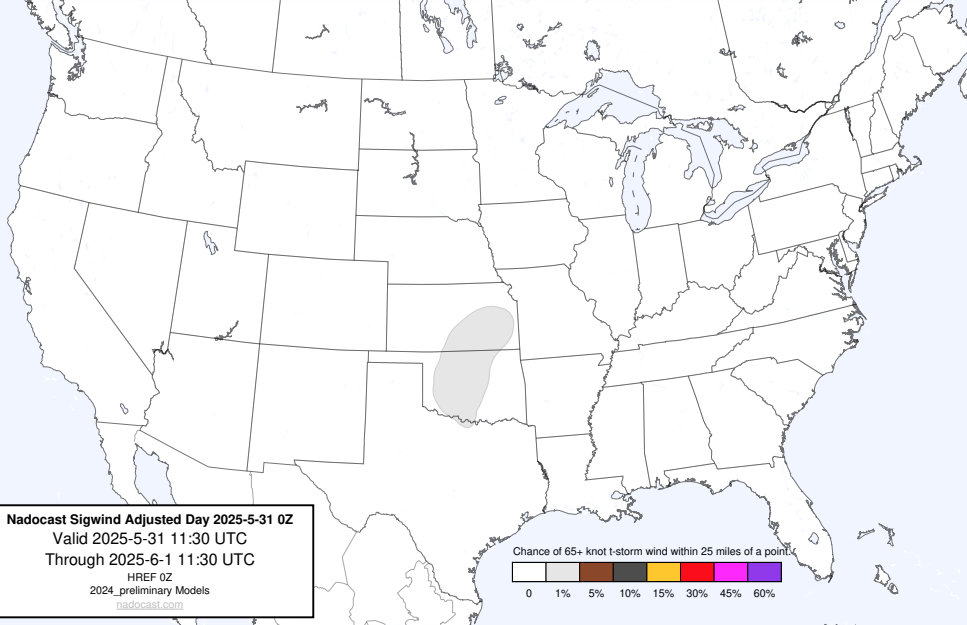 Nadocast Sigwind Adjusted Day 2025-5-31 0Z
Valid 2025-5-31 11:30 UTC
Through 2025-6-1 11:30 UTC
HREF 0Z
2024_preliminary Models
nadocast.com
Chance of 65+ knot t-storm wind within 25 miles of a point.
0 1% 5% 10% 15% 30% 45% 60%